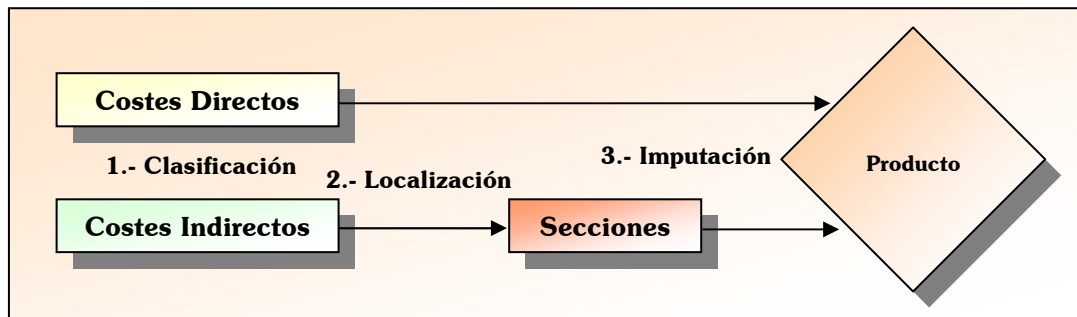 Costes Directos
1.- Clasificación
3.- Imputación
Producto
2.- Localización
Costes Indirectos
Secciones